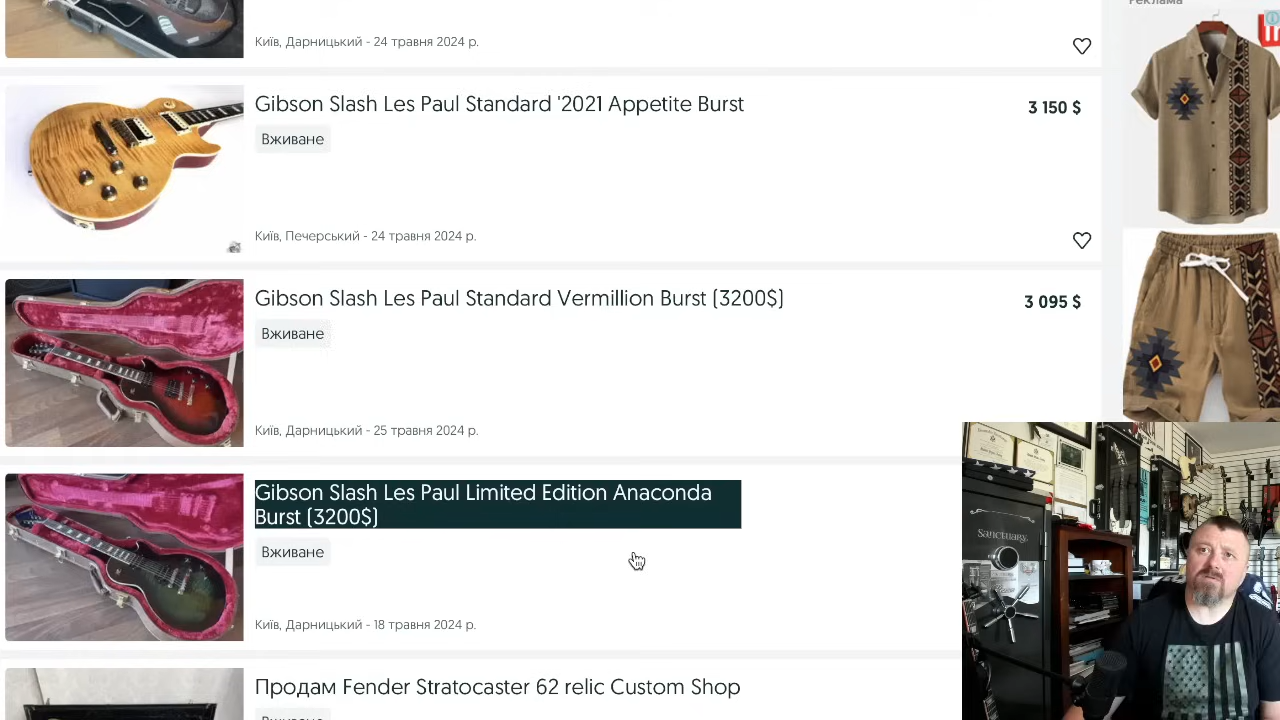 Реклама
Київ, Дарницький - 24 травня 2024 р.
Gibson Slash Les Paul Standard '2021 Appetite Burst
3 150 $
Вживане
Київ, Печерський - 24 травня 2024 р.
Gibson Slash Les Paul Standard Vermillion Burst (3200$)
3 095 $
Вживане
Київ, Дарницький - 25 травня 2024 р.
Gibson Slash Les Paul Limited Edition Anaconda
Burst (3200$)
Вживане
Київ, Дарницький - 18 травня 2024 р.
Sanctuary
Продам Fender Stratocaster 62 relic Custom Shop
Вживане